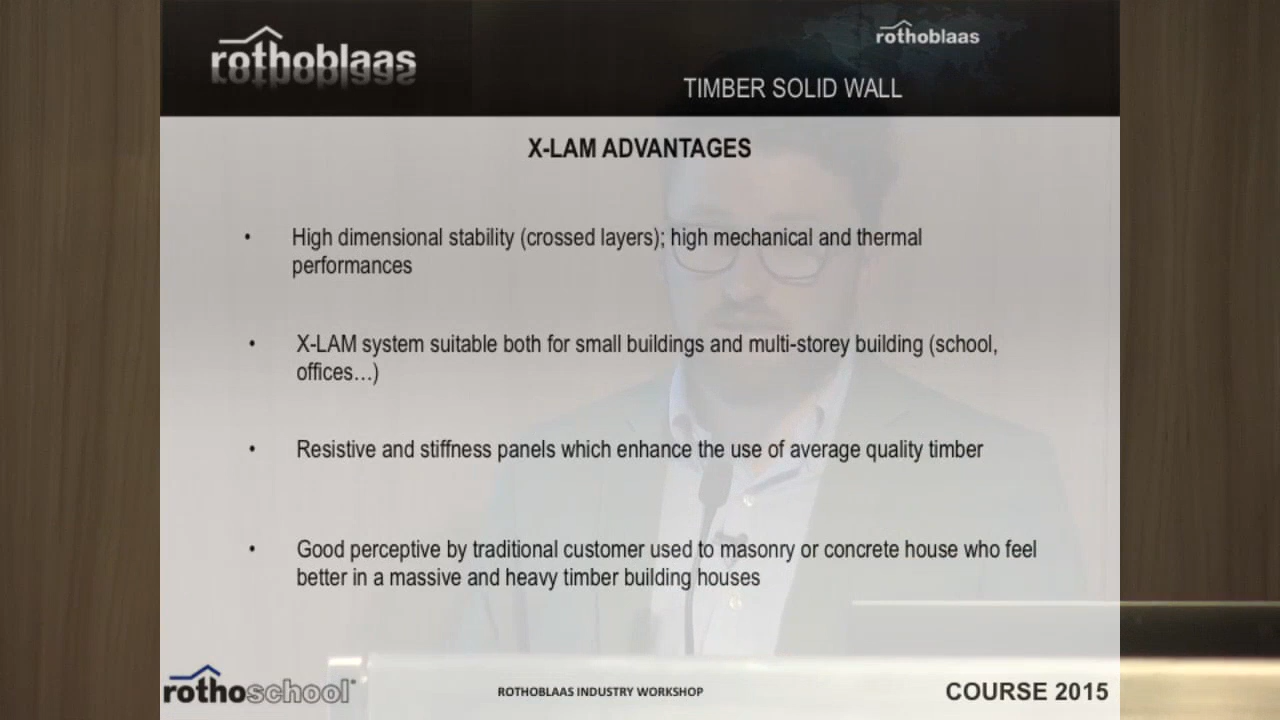 rothoblaas
rothoblaas
TIMBER SOLID WALL
X-LAM ADVANTAGES
• High dimensional stability (crossed layers); high mechanical and thermal
performances
• X-LAM system suitable both for small buildings and multi-storey building (school,
offices…)
• Resistive and stiffness panels which enhance the use of average quality timber
• Good perceptive by traditional customer used to masonry or concrete house who feel
better in a massive and heavy timber building houses
rothoschool
ROTHOBLAAS INDUSTRY WORKSHOP
COURSE 2015